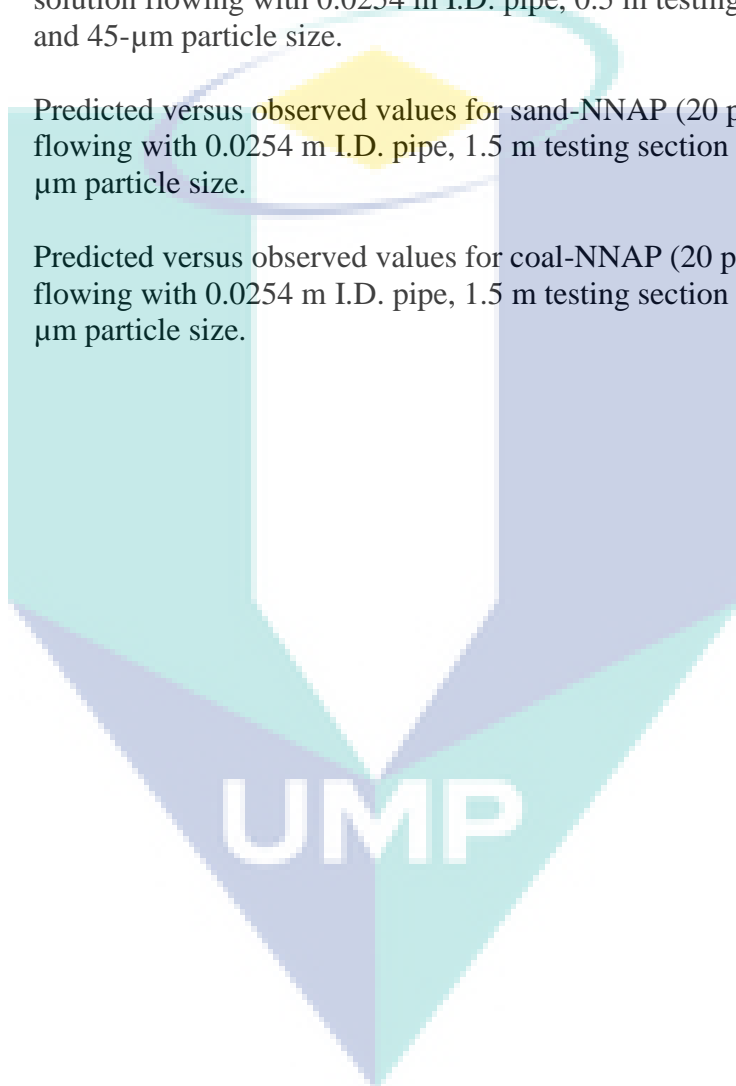 solution flowing with 0.0254 m I.D. pipe, 0.5 m testing
and 45-µm particle size.
Predicted versus observed values for sand-NNAP (20 p
flowing with 0.0254 m I.D. pipe, 1.5 m testing section
µm particle size.
Predicted versus observed values for coal-NNAP (20 p
flowing with 0.0254 m I.D. pipe, 1.5 m testing section
µm particle size.
UMP